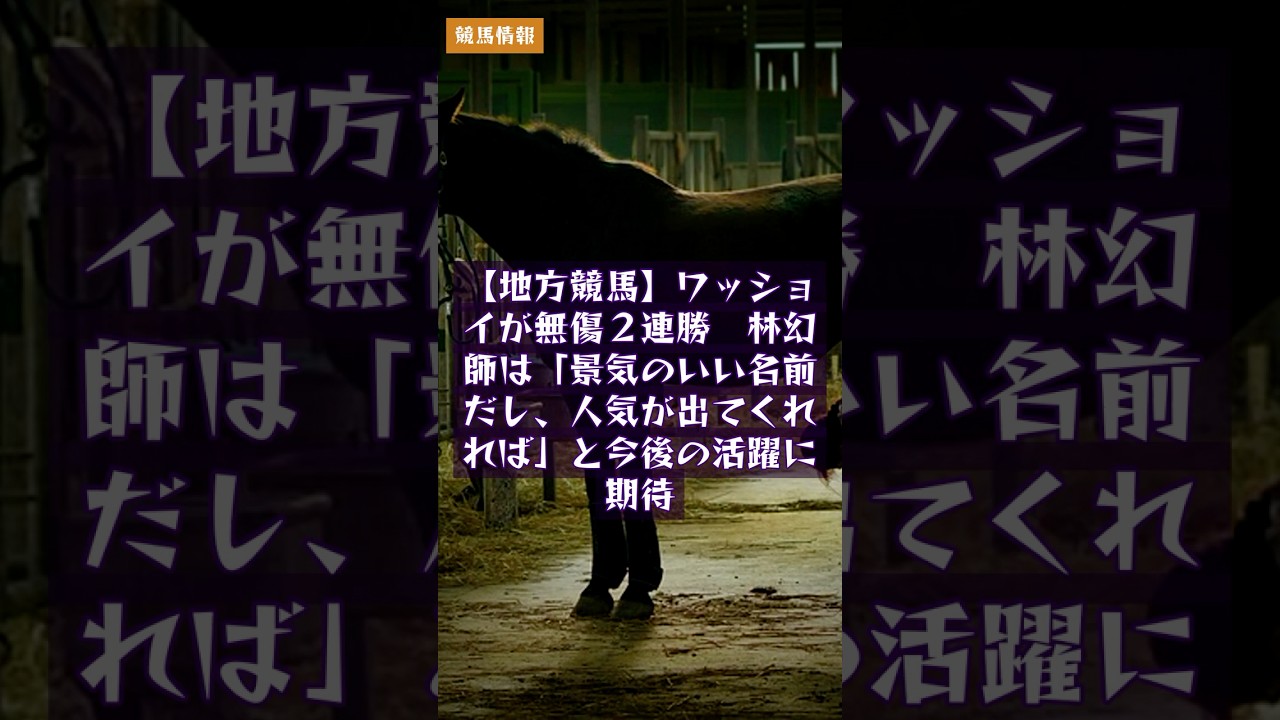 競馬情報
【地方競馬】ワッショ
イが無傷２連勝　林幻
師は「景気のいい名前
だし、人気が出てくれ
れば」と今後の活躍に
期待